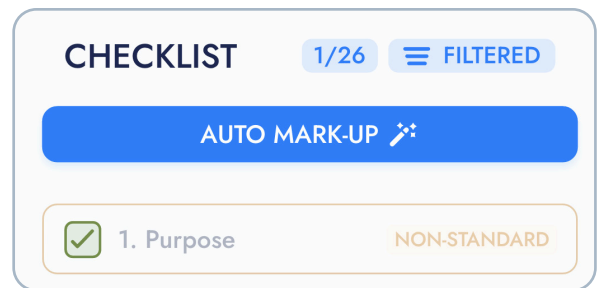 CHECKLIST 1/26 FILTERED
AUTO MARK-UP
1. Purpose NON-STANDARD